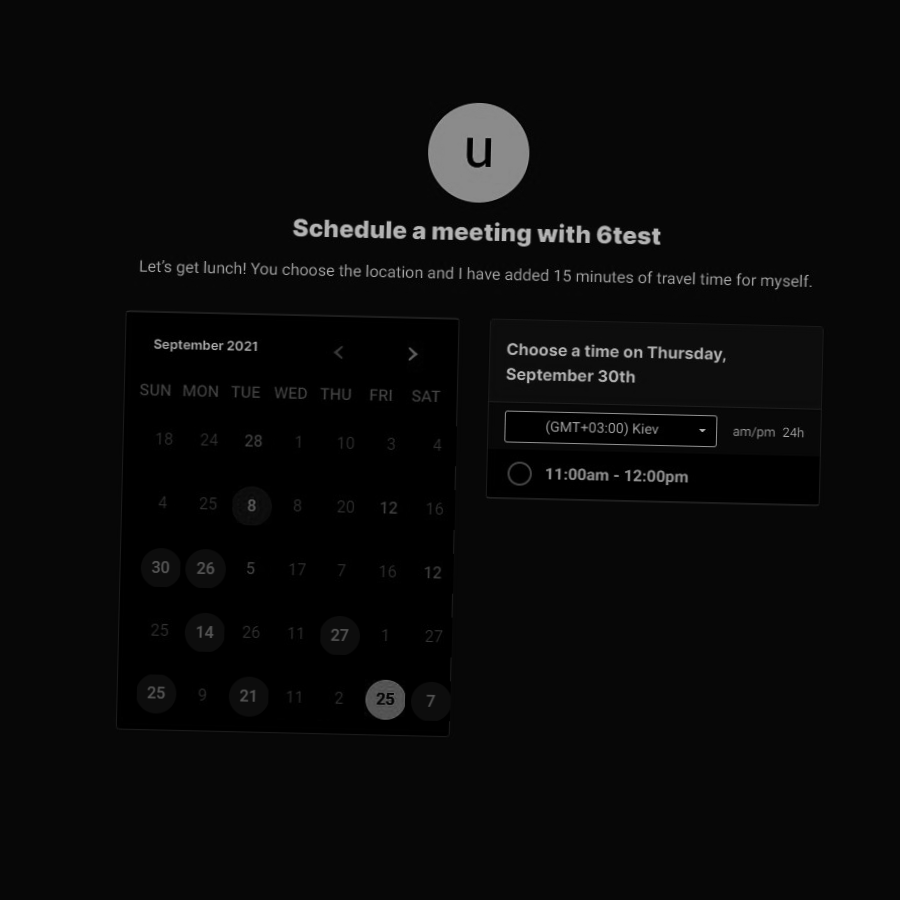 u
Schedule a meeting with 6test
Let's get lunch! You choose the location and I have added 15 minutes of travel time for myself.
September 2021
SUN MON TUE WED THU FRI SAT
18 24 28 1 10 3 4
4 25 8 8 20 12 16
30 26 5 17 7 16 12
25 14 26 11 27 1 27
25 9 21 11 2 25 7
Choose a time on Thursday,
September 30th
(GMT+03:00) Kiev am/pm 24h
11:00am - 12:00pm